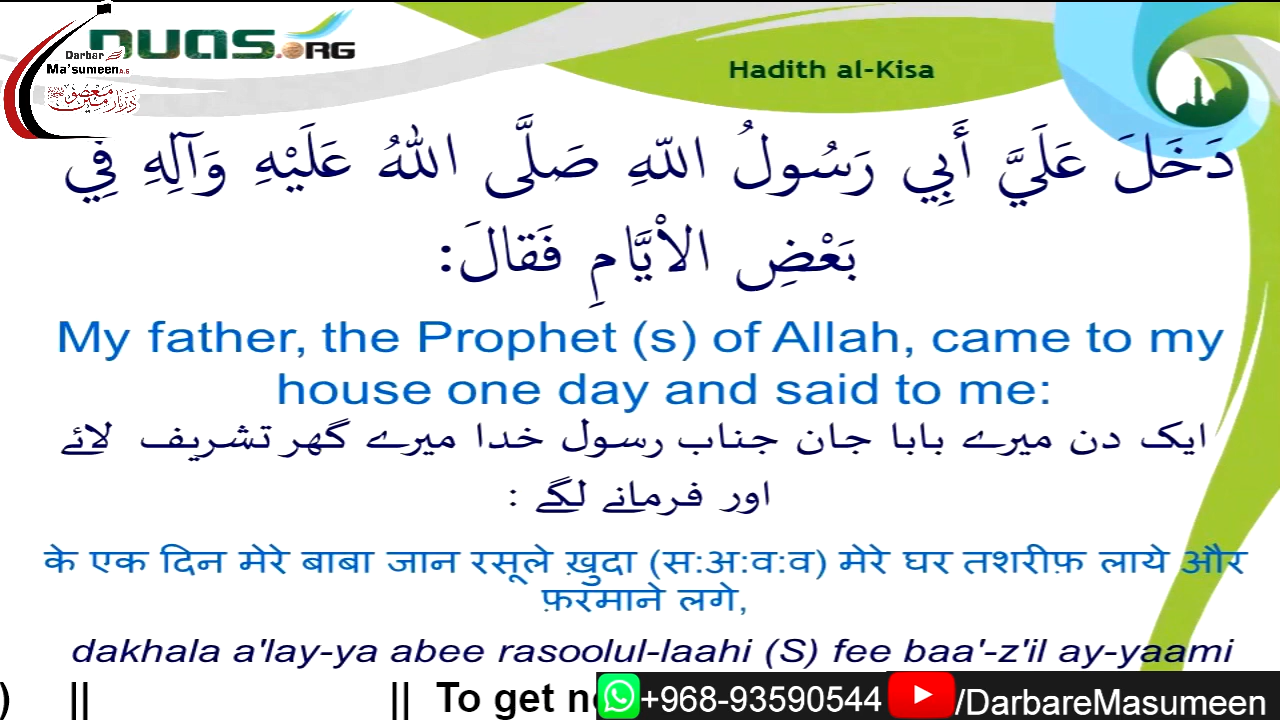 DUAS.ORG
Darbar
Ma'sumeen A.S
Hadith al-Kisa
دَخَلَ عَلَيَّ أَبِي رَسُولُ اللّٰهِ صَلَّى اللّٰهُ عَلَيْهِ وَآلِهِ فِي
بَعْضِ الاْيَّامِ فَقالَ:
My father, the Prophet (s) of Allah, came to my
house one day and said to me:
ایک دن میرے بابا جان جناب رسول خدا میرے گھر تشریف لائے
اور فرمانے لگے :
के एक दिन मेरे बाबा जान रसूले ख़ुदा (स:अ:व:व) मेरे घर तशरीफ़ लाये और
फ़रमाने लगे,
dakhala a'lay-ya abee rasoolul-laahi (S) fee baa'-z'il ay-yaami
) || || To get
+968-93590544 /DarbareMasumeen